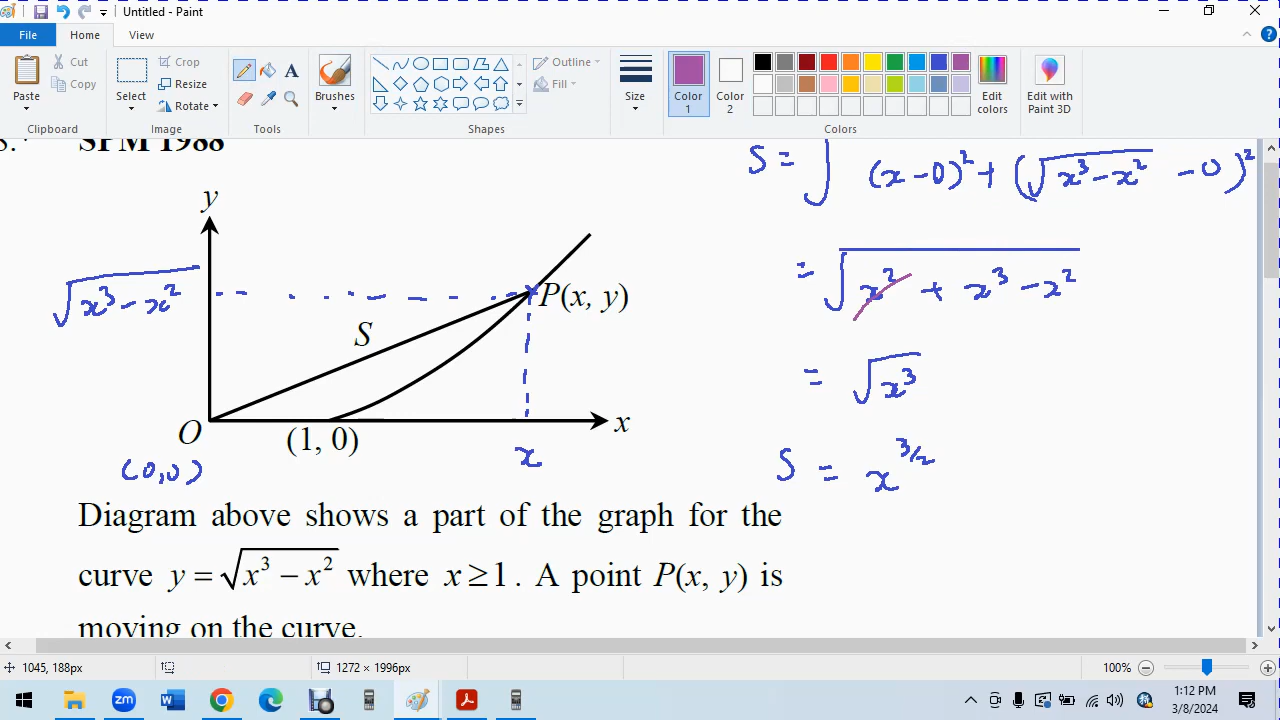 Untitled - Paint
File Home View
Cut
Copy
Paste
Clipboard
Select
Crop
Resize
Rotate
Image
A
Tools
Brushes
Outline
Fill
Shapes
Size
Color 1
Color 2
Edit colors
Edit with Paint 3D
Colors
8. SPM 1988
y
√(x³ − x²)
S
P(x, y)
O
(1, 0)
x
(0,0)
x
S = √ (x − 0)² + (√(x³ − x²) − 0)²
= √(x² + x³ − x²)
= √x³
S = x^(3/2)
Diagram above shows a part of the graph for the
curve y = √(x³ − x²) where x ≥ 1. A point P(x, y) is
moving on the curve.
1045, 188px
1272 × 1996px
100%
zm
W
1:12 PM
3/8/2024